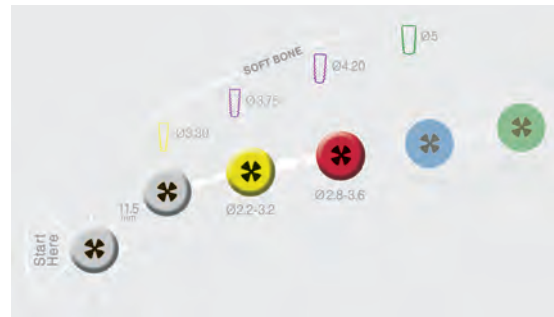 Ø5
SOFT BONE
Ø4.20
Ø3.75
Ø3.30
Ø2.8-3.6
Ø2.2-3.2
11.5
mm
Start
Here